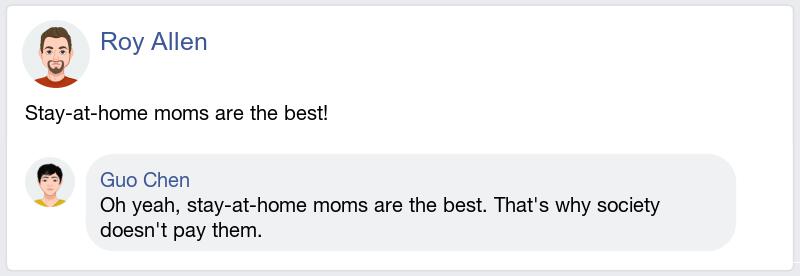 Roy Allen
Stay-at-home moms are the best!
Guo Chen
Oh yeah, stay-at-home moms are the best. That's why society
doesn't pay them.